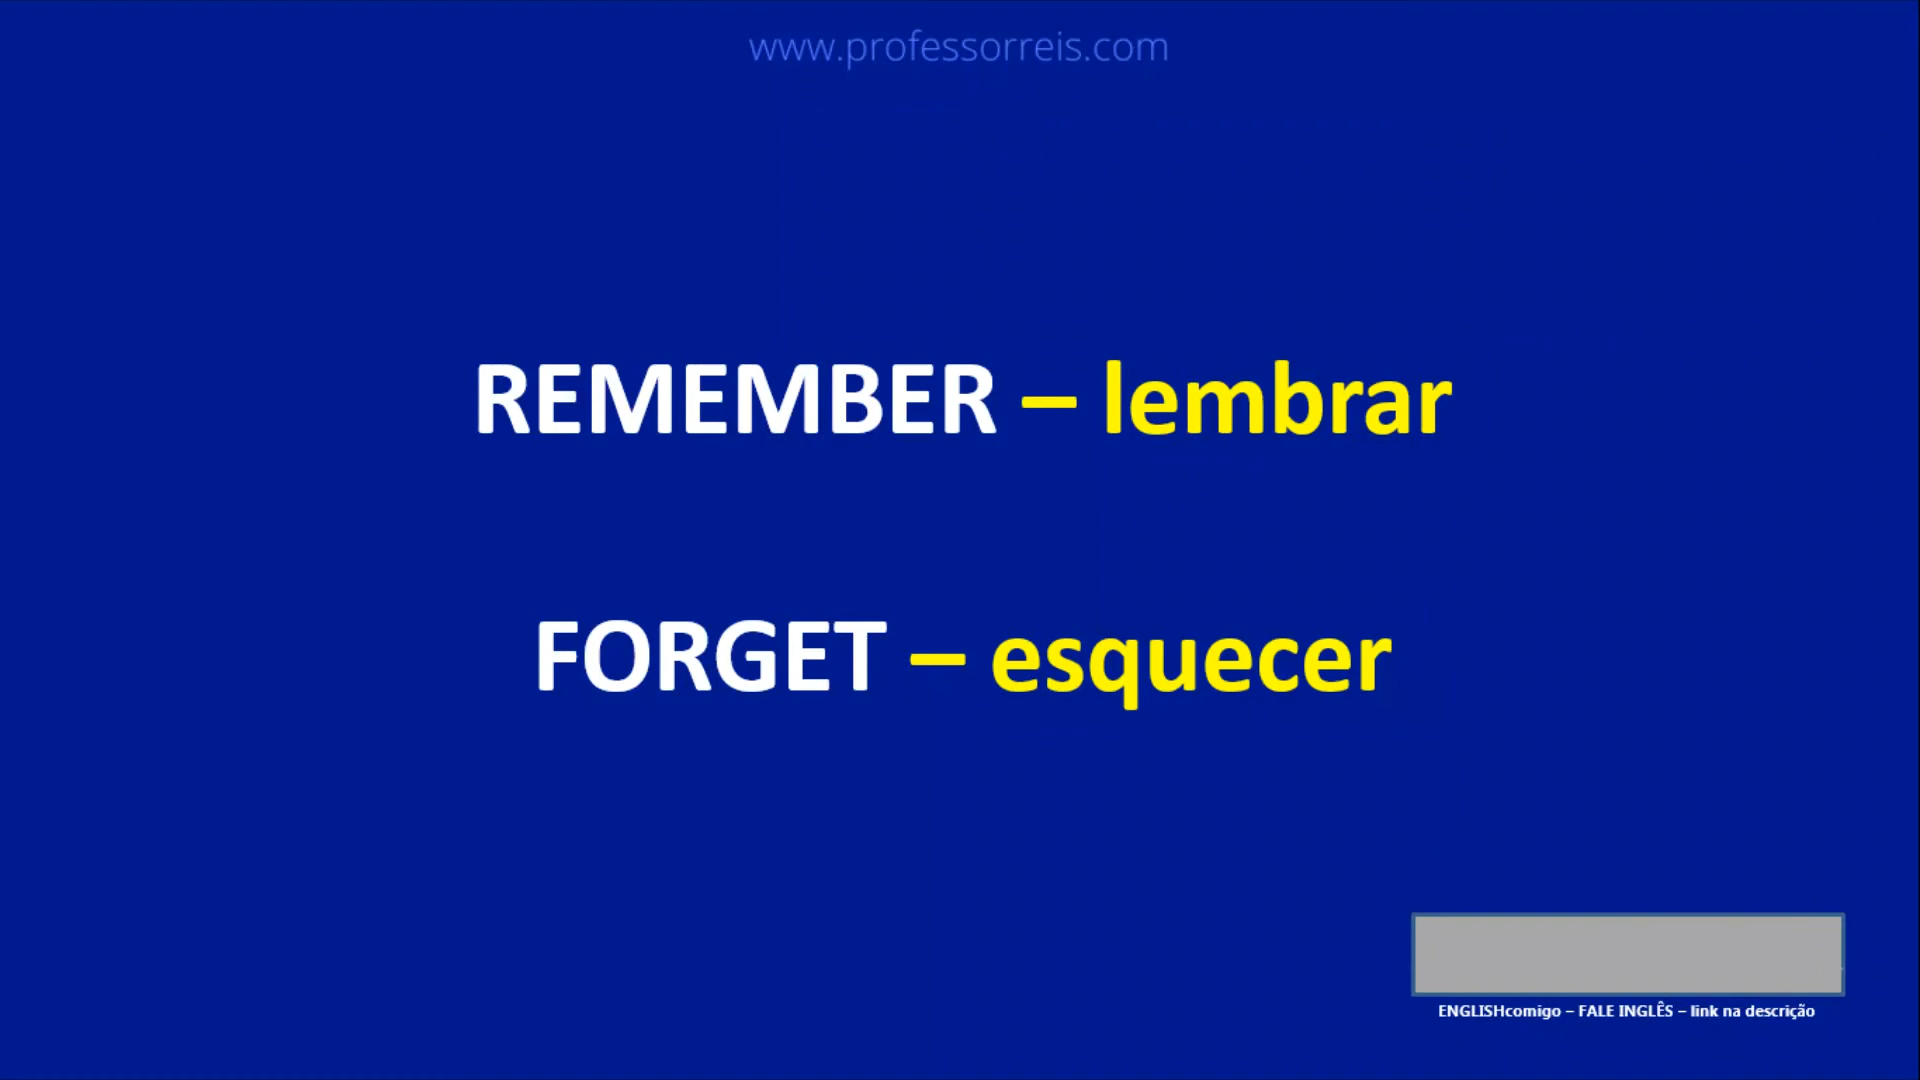 www.professorreis.com
REMEMBER – lembrar
FORGET – esquecer
ENGLISHcomigo – FALE INGLÊS – link na descrição